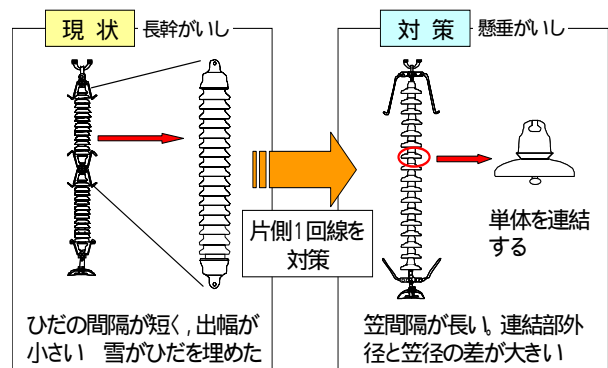 現 状 長幹がいし
ひだの間隔が短く，出幅が
小さい 雪がひだを埋めた
片側1回線を
対策
対 策 懸垂がいし
単体を連結
する
笠間隔が長い。連結部外
径と笠径の差が大きい